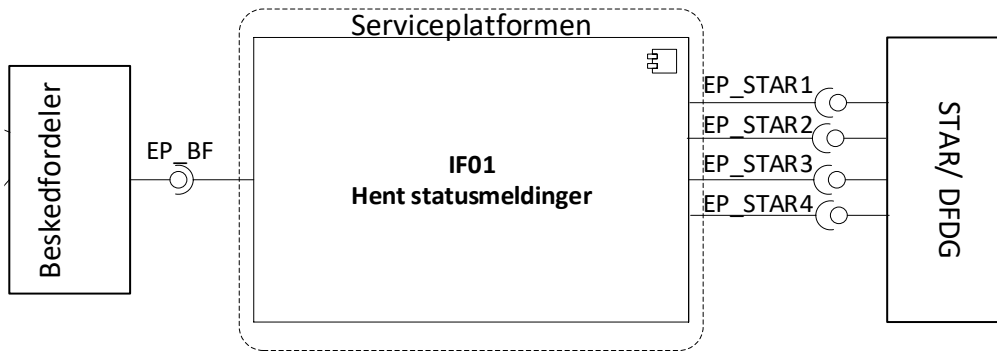 Serviceplatformen
Beskedfordeler
EP_BF
IF01
Hent statusmeldinger
EP_STAR1
EP_STAR2
EP_STAR3
EP_STAR4
STAR/ DFDG